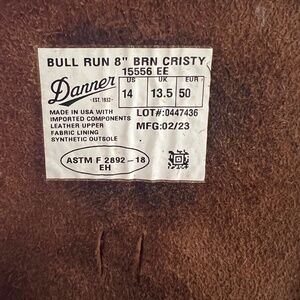 BULL RUN 8" BRN CRISTY
15556 EE
Danner
-EST. 1932-
US UK EUR
14 13.5 50
MADE IN USA WITH
IMPORTED COMPONENTS
LEATHER UPPER
FABRIC LINING
SYNTHETIC OUTSOLE
LOT#:0447436
MFG:02/23
ASTM F 2892-18
EH